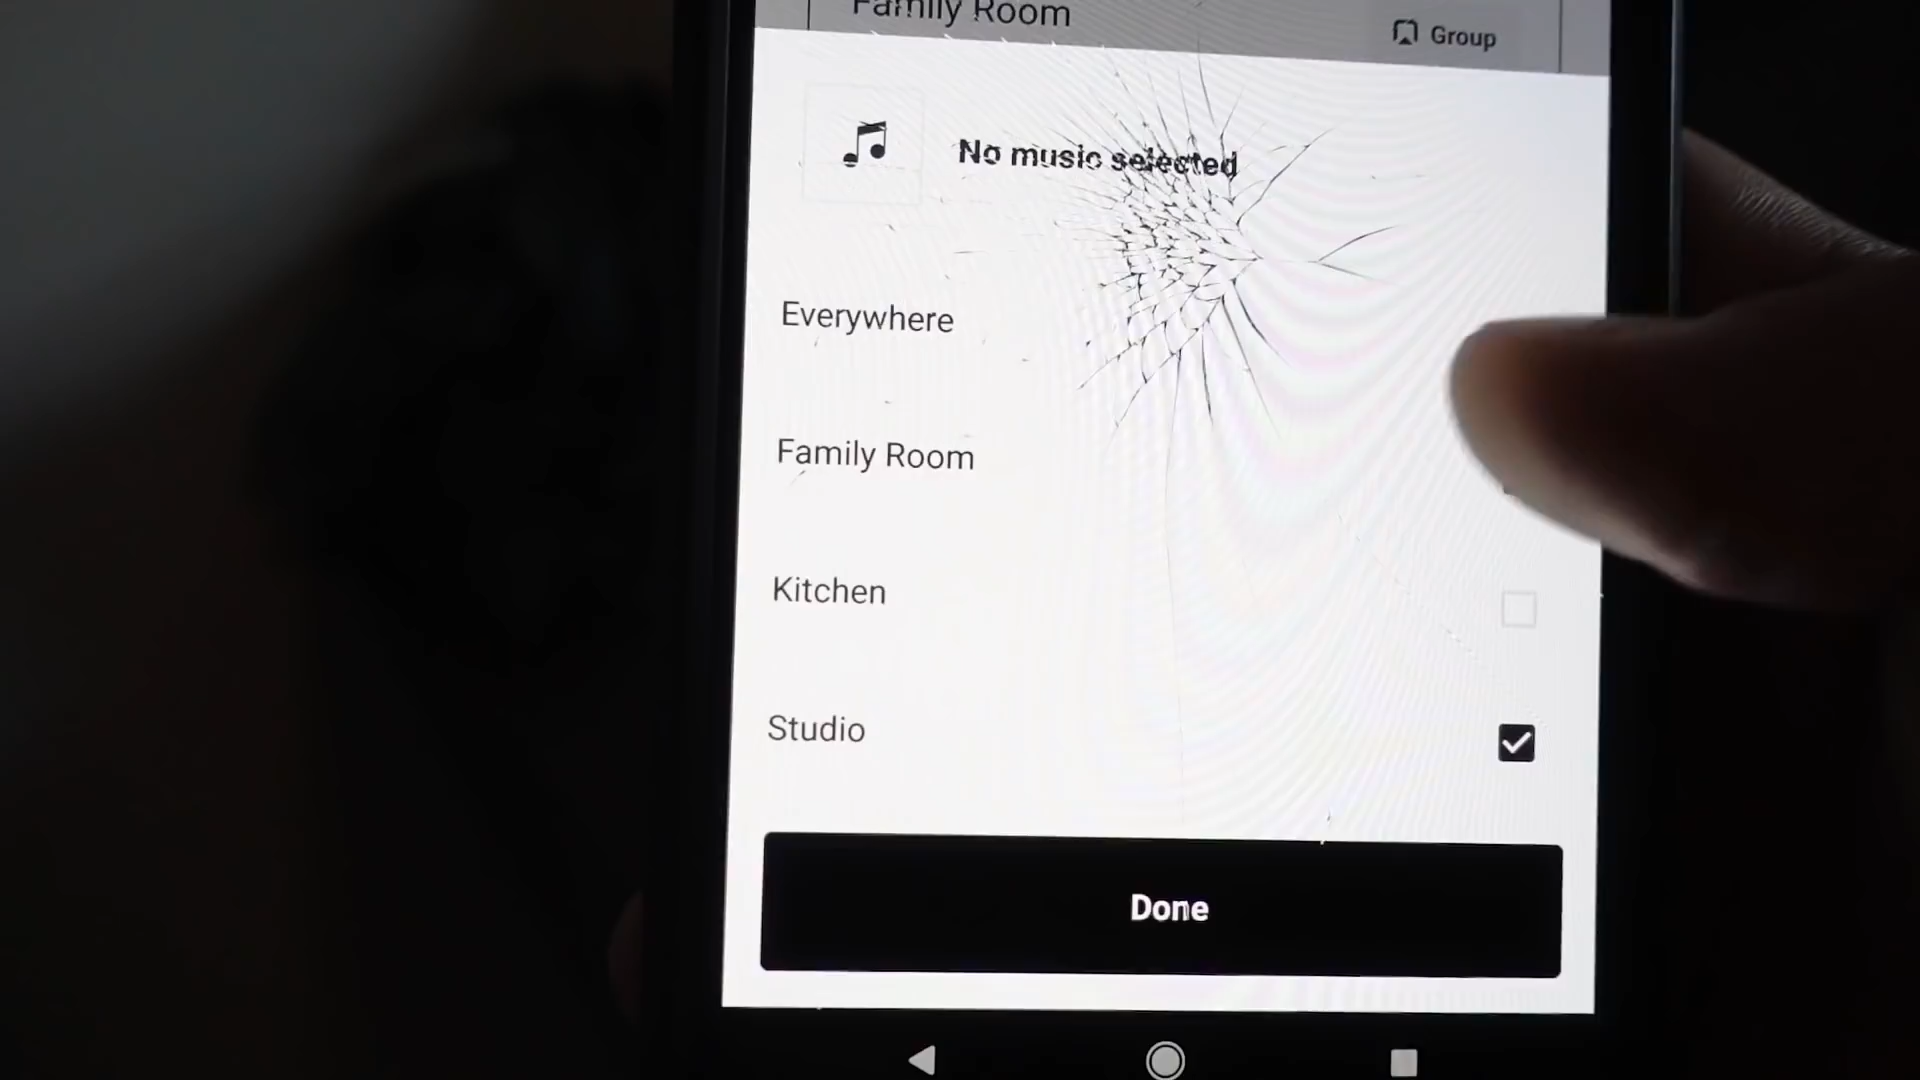 Family Room
Group
No music selected
Everywhere
Family Room
Kitchen
Studio
Done